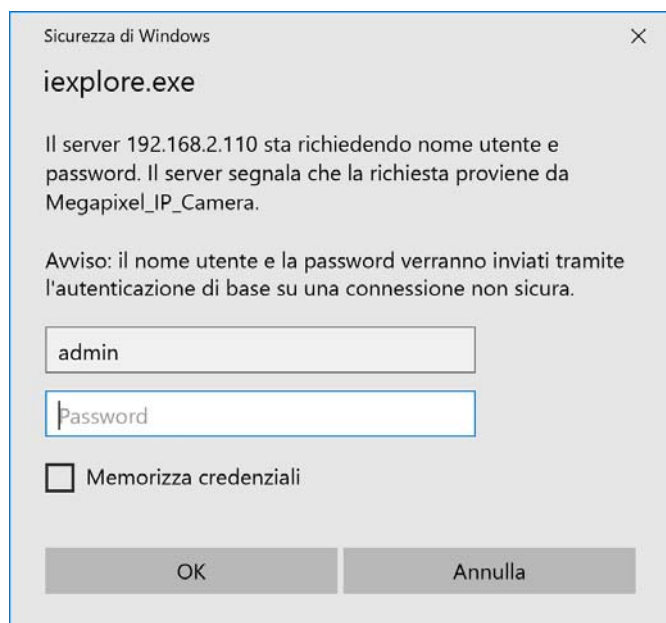 Sicurezza di Windows
iexplore.exe
Il server 192.168.2.110 sta richiedendo nome utente e
password. Il server segnala che la richiesta proviene da
Megapixel_IP_Camera.
Avviso: il nome utente e la password verranno inviati tramite
l'autenticazione di base su una connessione non sicura.
admin
Password
Memorizza credenziali
OK
Annulla